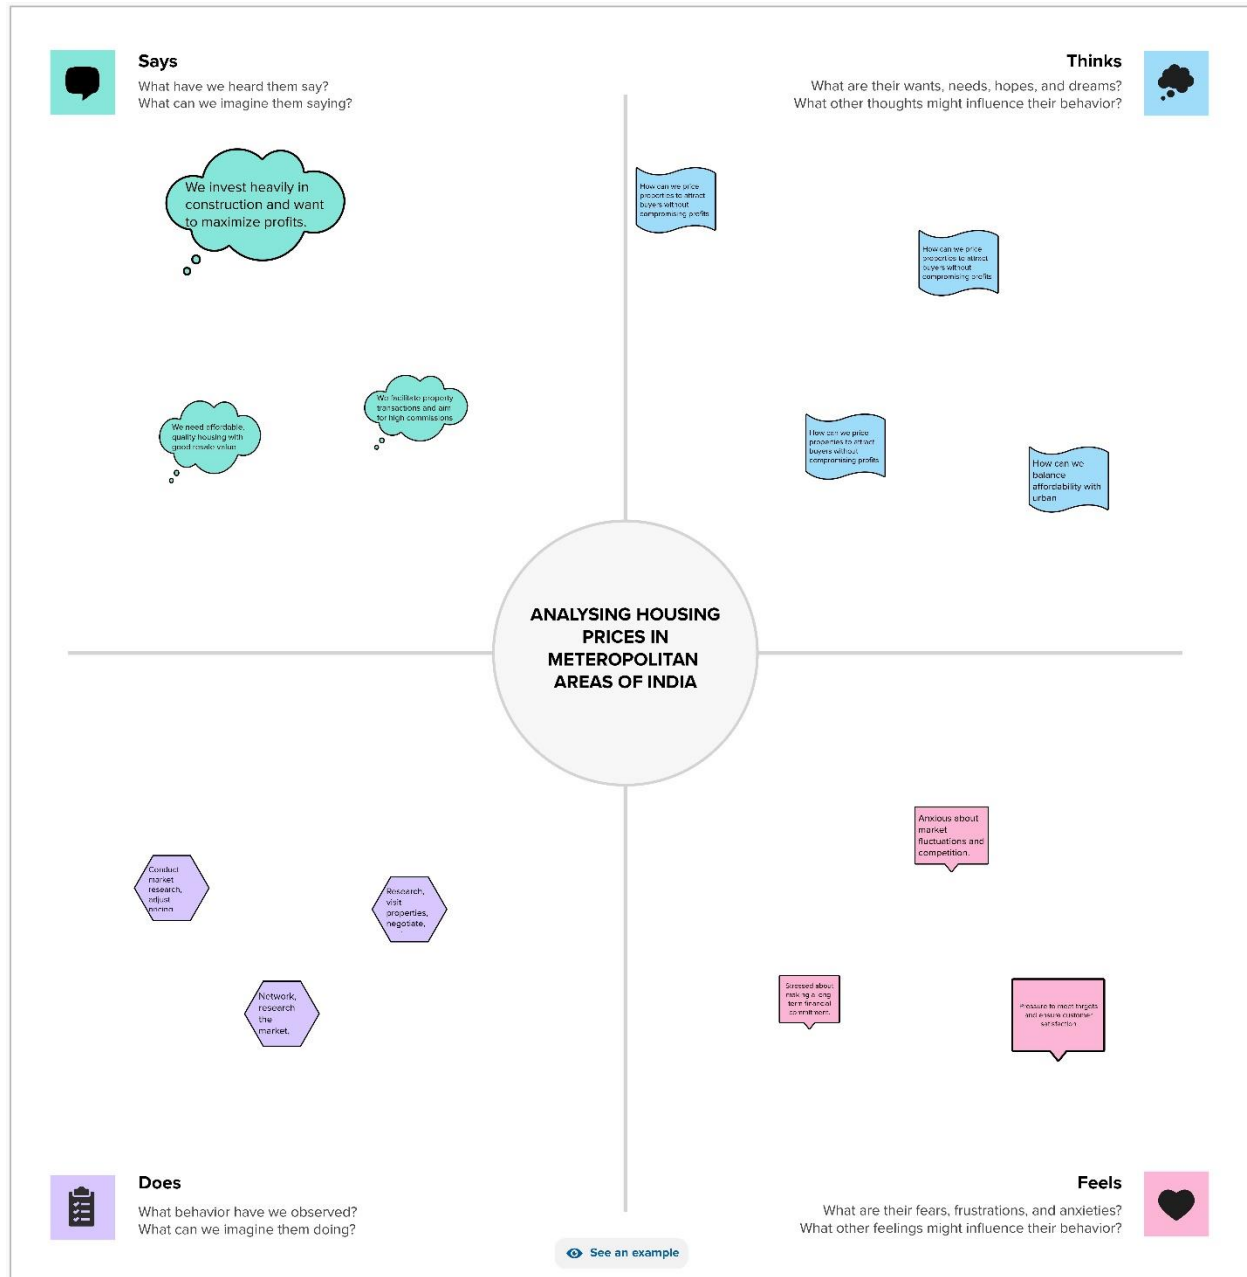 Says
What have we heard them say?
What can we imagine them saying?
We invest heavily in
construction and want
to maximize profits.
We need affordable,
quality housing with
good resale value
We facilitate property
transactions and aim
for high commissions
Thinks
What are their wants, needs, hopes, and dreams?
What other thoughts might influence their behavior?
How can we price
properties to attract
buyers without
compromising profits
How can we price
properties to attract
buyers without
compromising profits
How can we price
properties to attract
buyers without
compromising profits
How can we
balance
affordability with
urban
ANALYSING HOUSING
PRICES IN
METEROPOLITAN
AREAS OF INDIA
Conduct
market
research,
adjust
pricing
Research,
visit
properties,
negotiate,
Network,
research
the
market.
Anxious about
market
fluctuations and
competition.
Stressed about
making a long
term financial
commitment.
Pressure to meet targets
and ensure customer
satisfaction
Does
What behavior have we observed?
What can we imagine them doing?
Feels
What are their fears, frustrations, and anxieties?
What other feelings might influence their behavior?
See an example